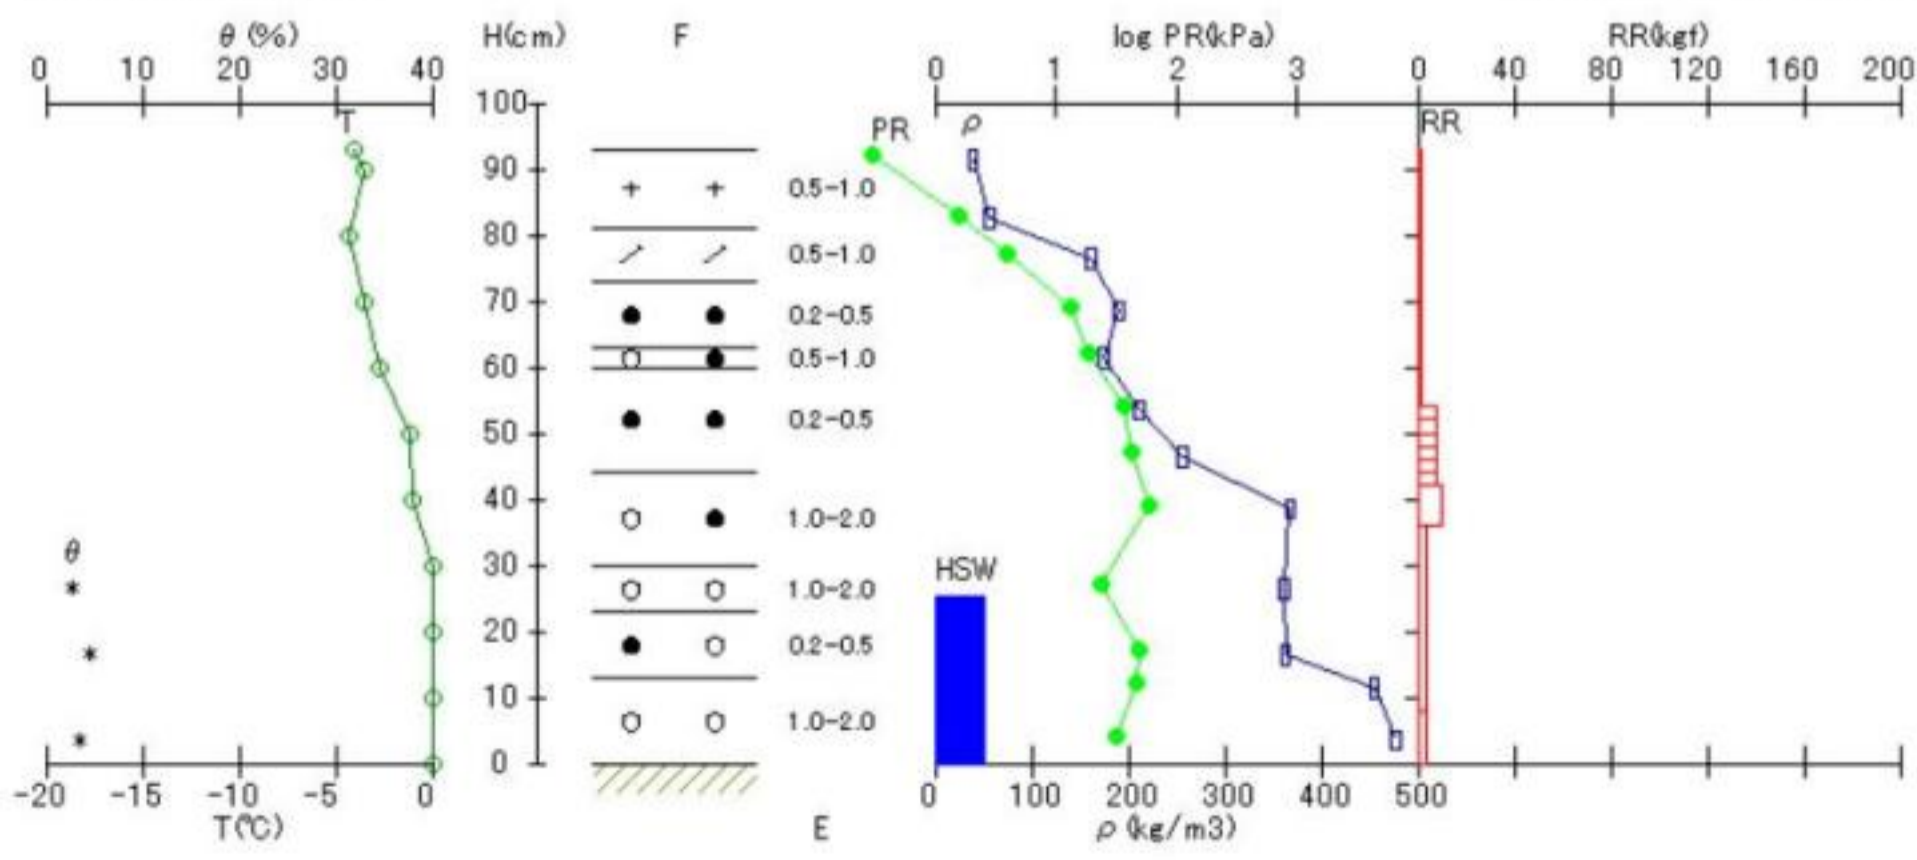 θ (%) H(cm) F log PR(kPa) RR(kgf)
0 10 20 30 40 0 1 2 3 0 40 80 120 160 200
100
T PR ρ RR
90
+ + 0.5-1.0
80
0.5-1.0
70
0.2-0.5
0.5-1.0
60
0.2-0.5
50
40
1.0-2.0
θ
30 HSW
* 1.0-2.0
20
* 0.2-0.5
10
1.0-2.0
*
0
-20 -15 -10 -5 0 0 100 200 300 400 500
T(℃) E ρ (kg/m3)